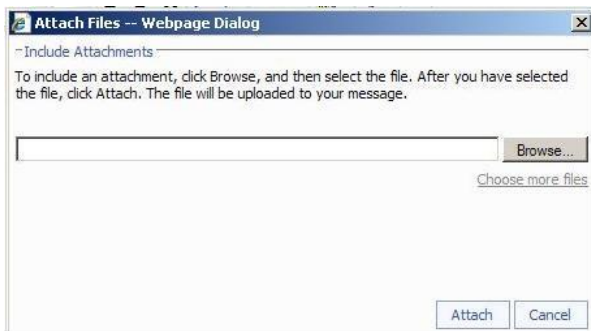 Attach Files -- Webpage Dialog
Include Attachments
To include an attachment, click Browse, and then select the file. After you have selected
the file, click Attach. The file will be uploaded to your message.
Browse...
Choose more files
Attach Cancel